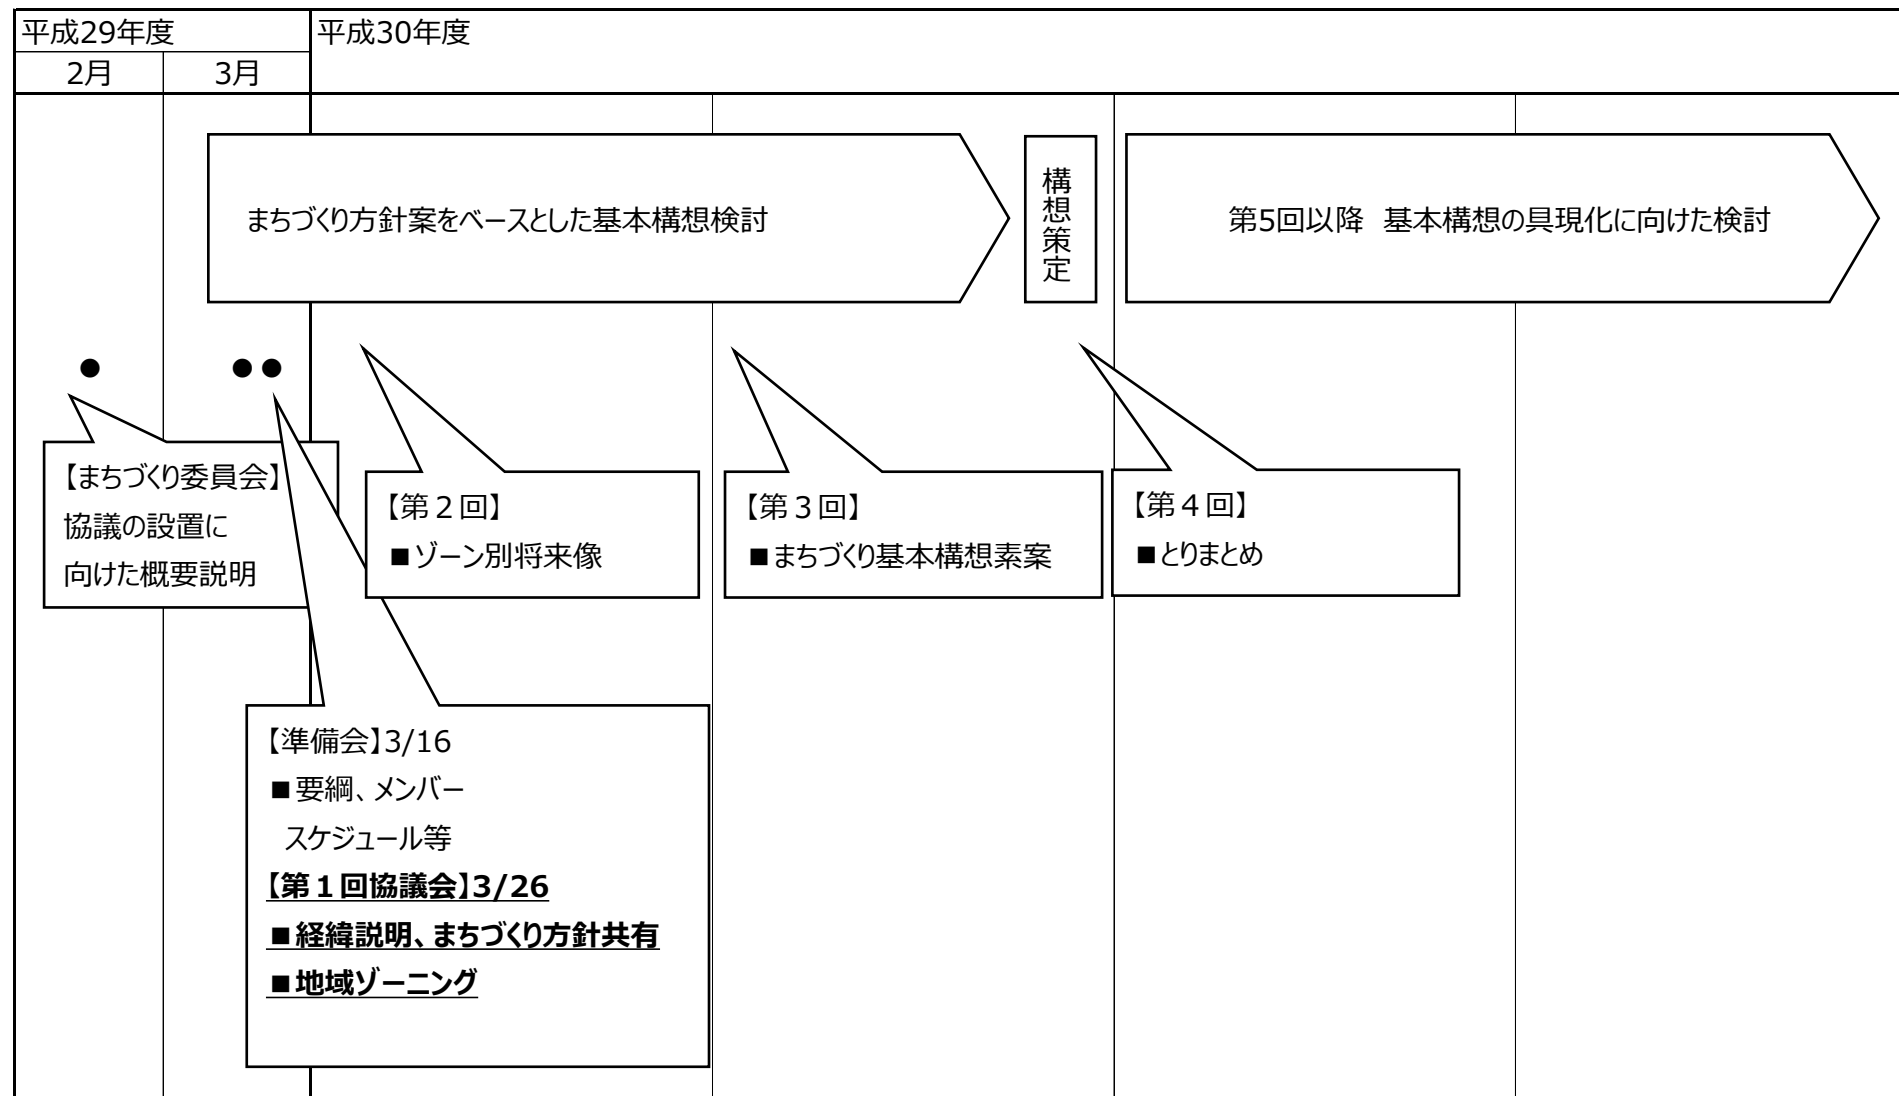 平成29年度
平成30年度
2月
3月
まちづくり方針案をベースとした基本構想検討
構想策定
第5回以降 基本構想の具現化に向けた検討
【まちづくり委員会】
協議の設置に
向けた概要説明
【第２回】
■ゾーン別将来像
【第３回】
■まちづくり基本構想素案
【第４回】
■とりまとめ
【準備会】3/16
■要綱、メンバー
スケジュール等
【第１回協議会】3/26
■経緯説明、まちづくり方針共有
■地域ゾーニング